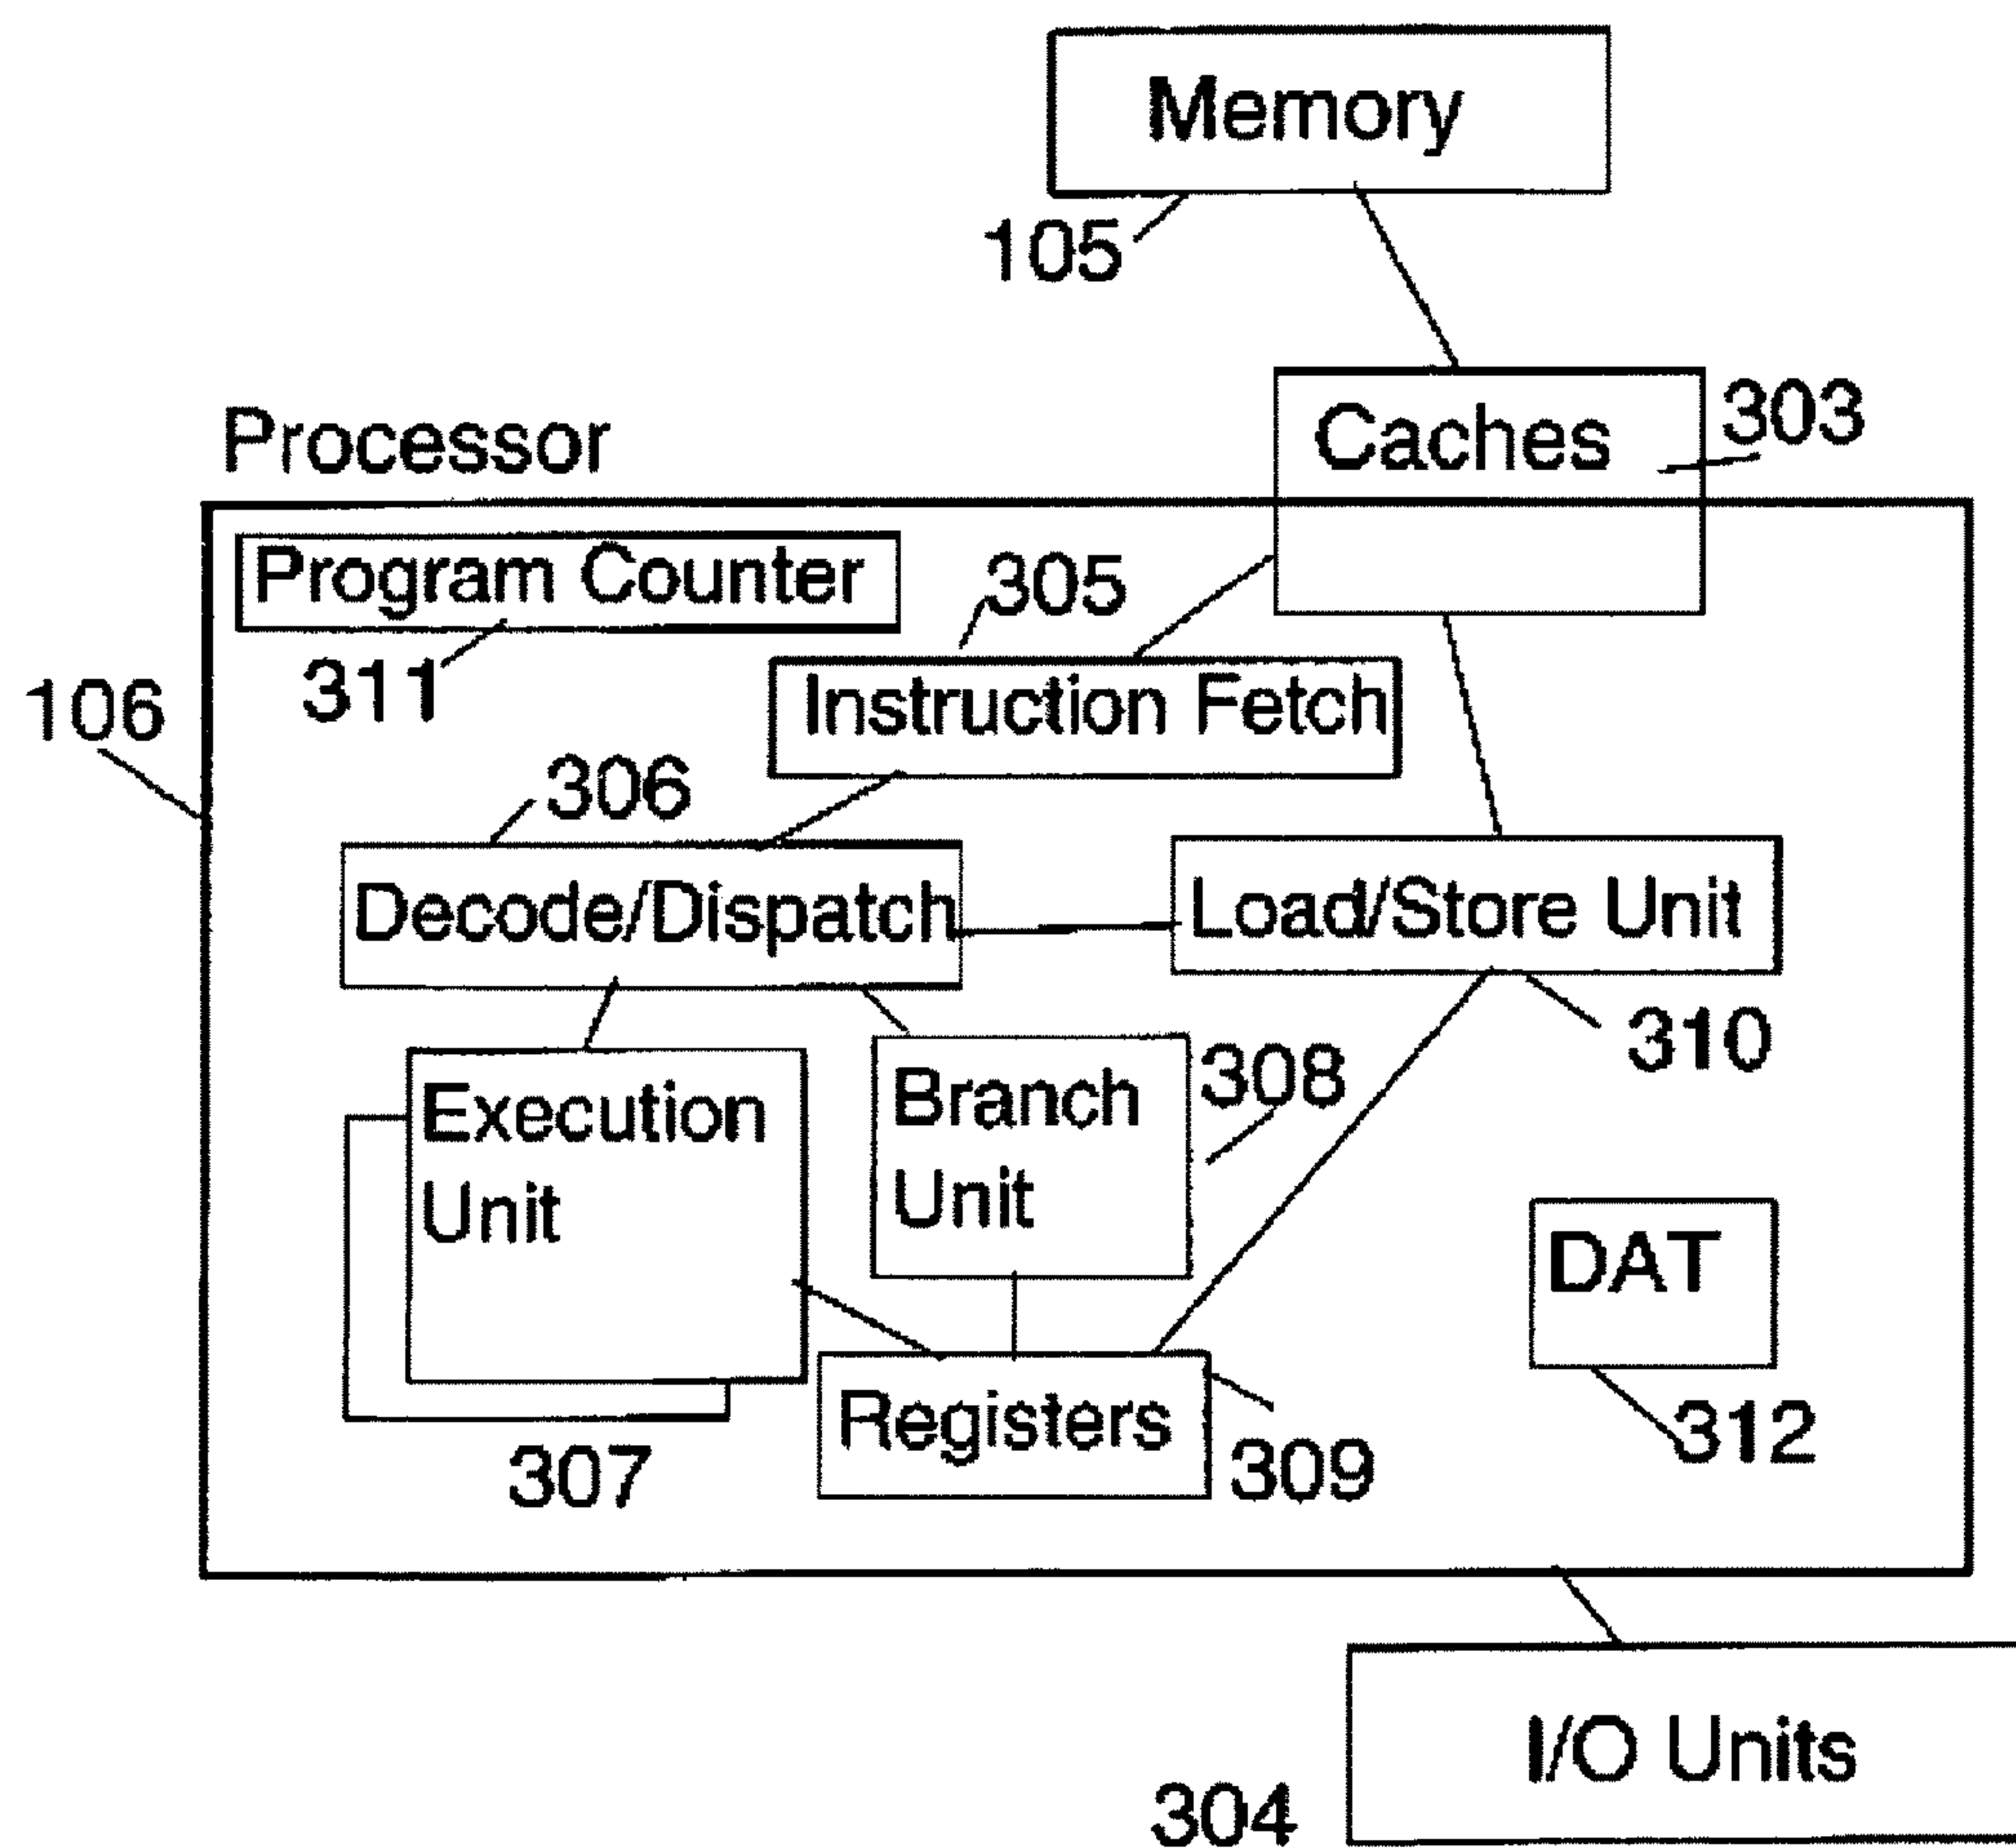 Memory
105
Caches
303
Processor
Program Counter
305
311
Instruction Fetch
106
306
Decode/Dispatch
Load/Store Unit
310
Execution
Unit
Branch
Unit
308
DAT
Registers
312
307
309
I/O Units
304